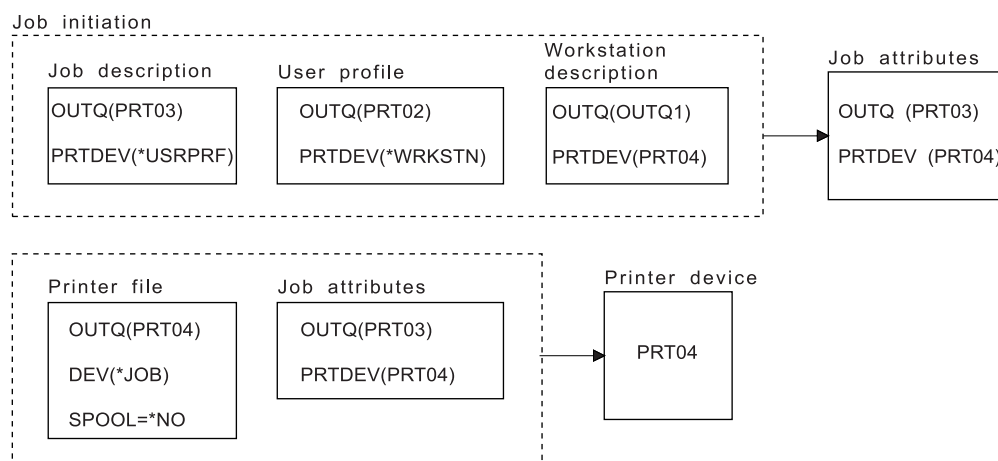 Job initiation
Job description
OUTQ(PRT03)
PRTDEV(*USRPRF)
User profile
OUTQ(PRT02)
PRTDEV(*WRKSTN)
Workstation
description
OUTQ(OUTQ1)
PRTDEV(PRT04)
Job attributes
OUTQ (PRT03)
PRTDEV (PRT04)
Printer file
OUTQ(PRT04)
DEV(*JOB)
SPOOL=*NO
Job attributes
OUTQ(PRT03)
PRTDEV(PRT04)
Printer device
PRT04